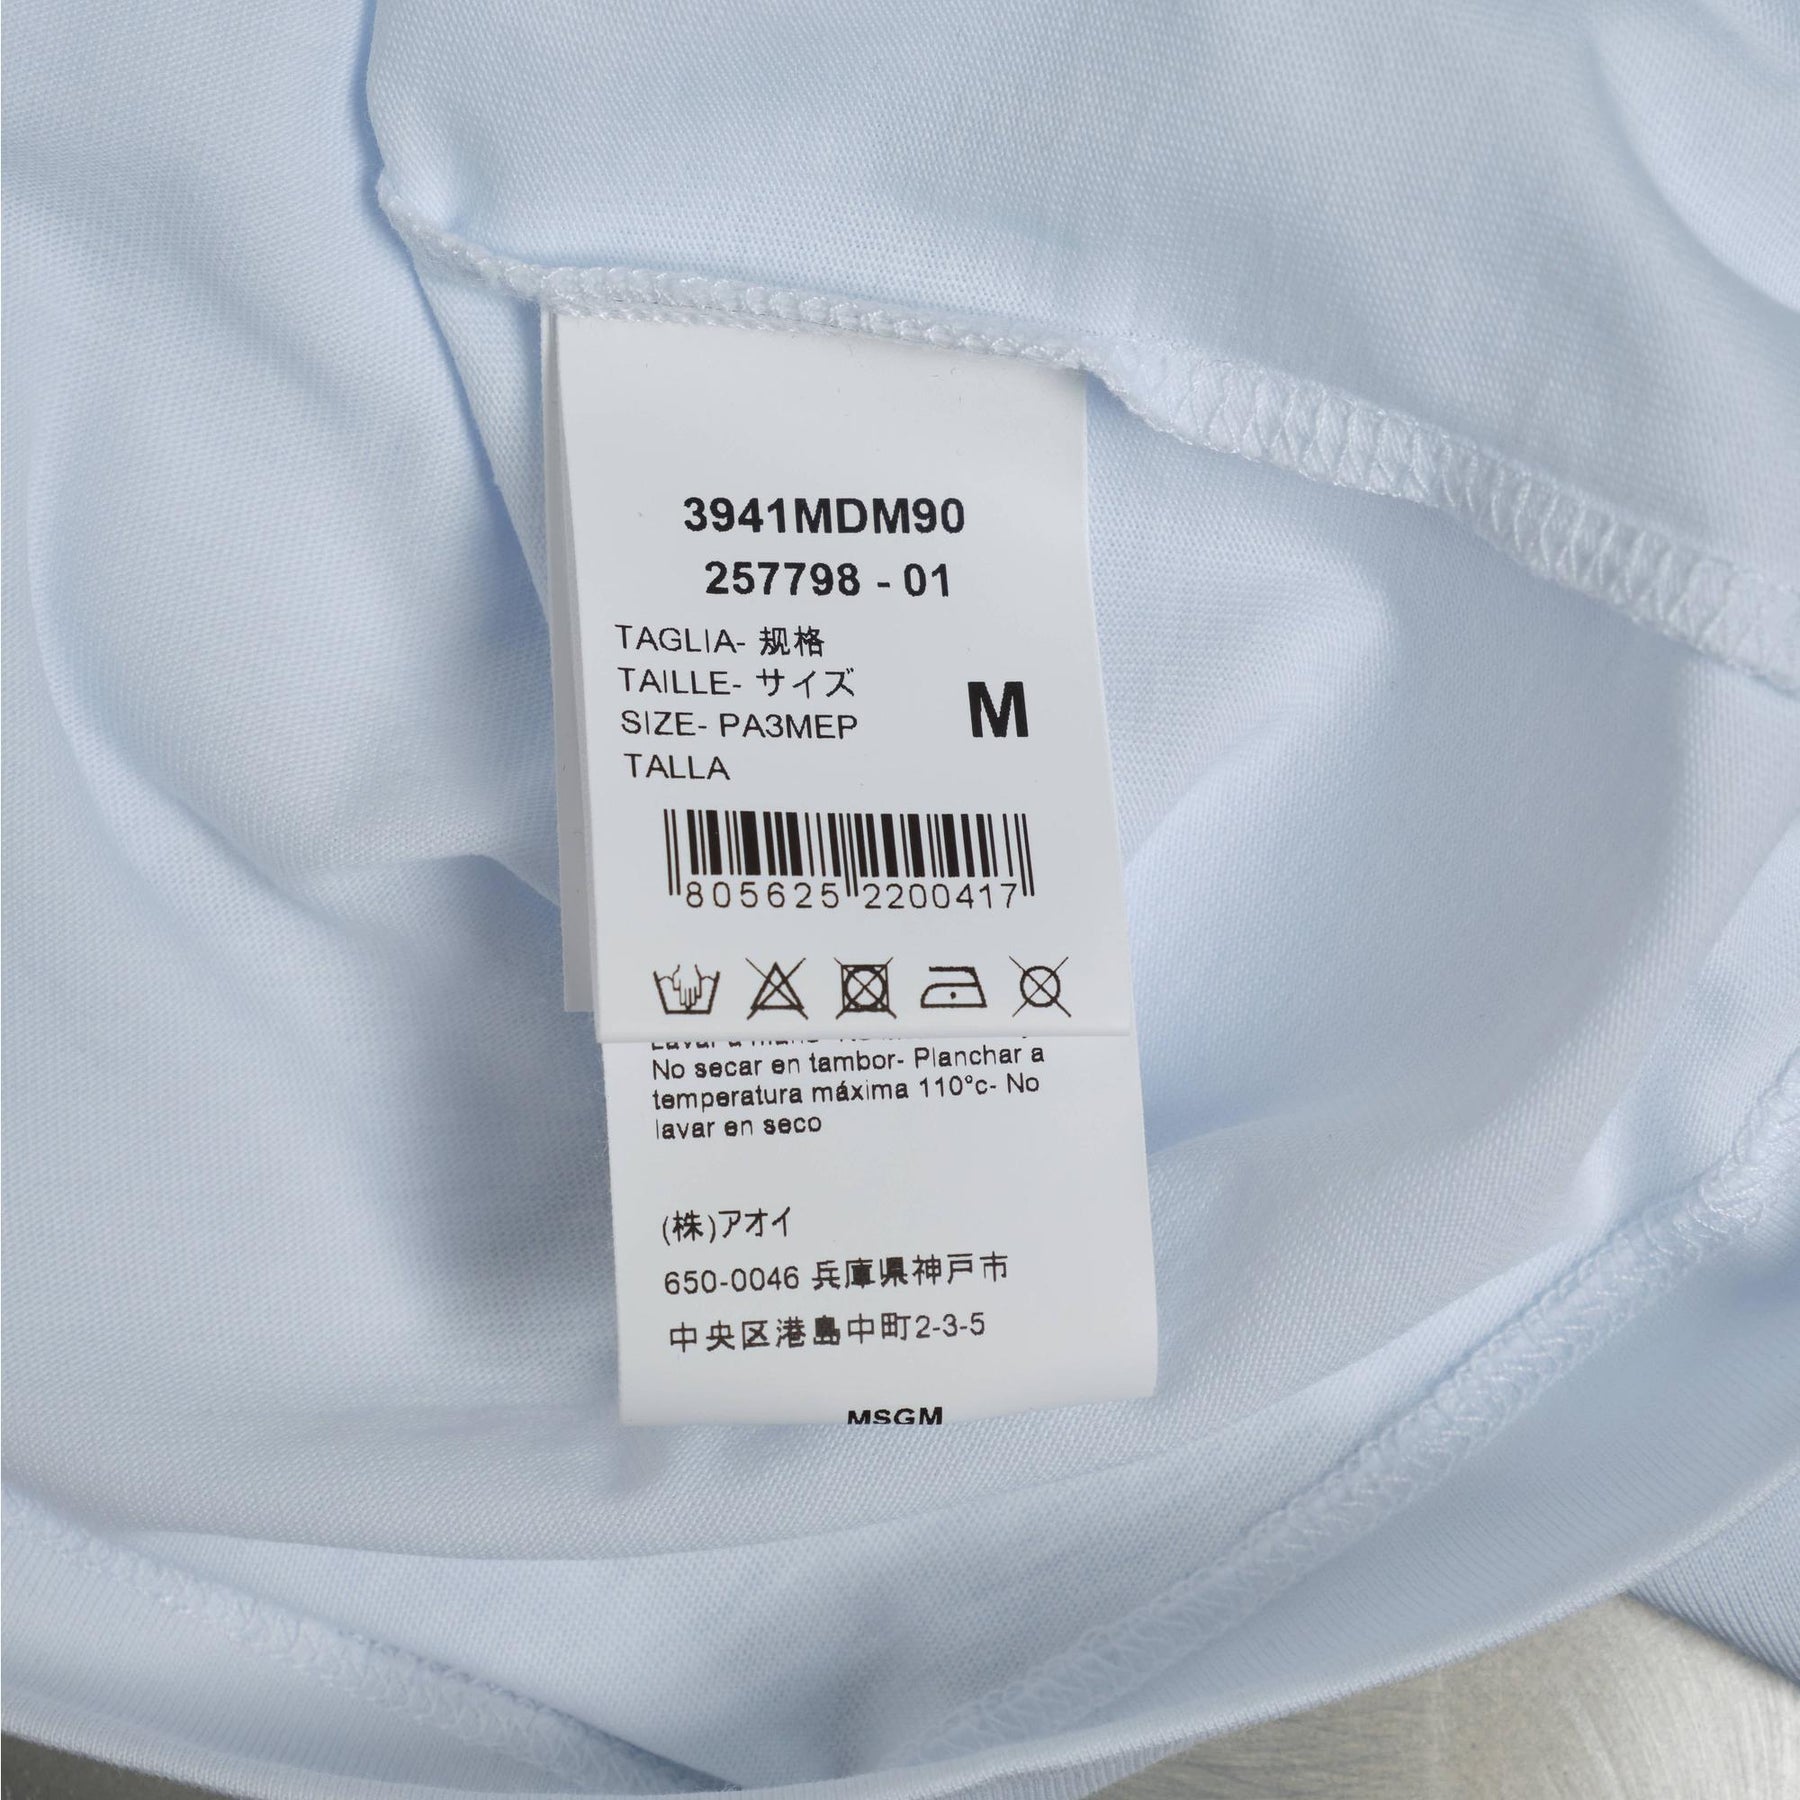 3941MDM90
257798 - 01
TAGLIA- 规格
TAILLE- サイズ
SIZE- PA3MEP
TALLA
M
805625 2200417
Lavar a mano-
No secar en tambor- Planchar a
temperatura máxima 110°c- No
lavar en seco
(株)アオイ
650-0046 兵庫県神戸市
中央区港島中町2-3-5
MSGM